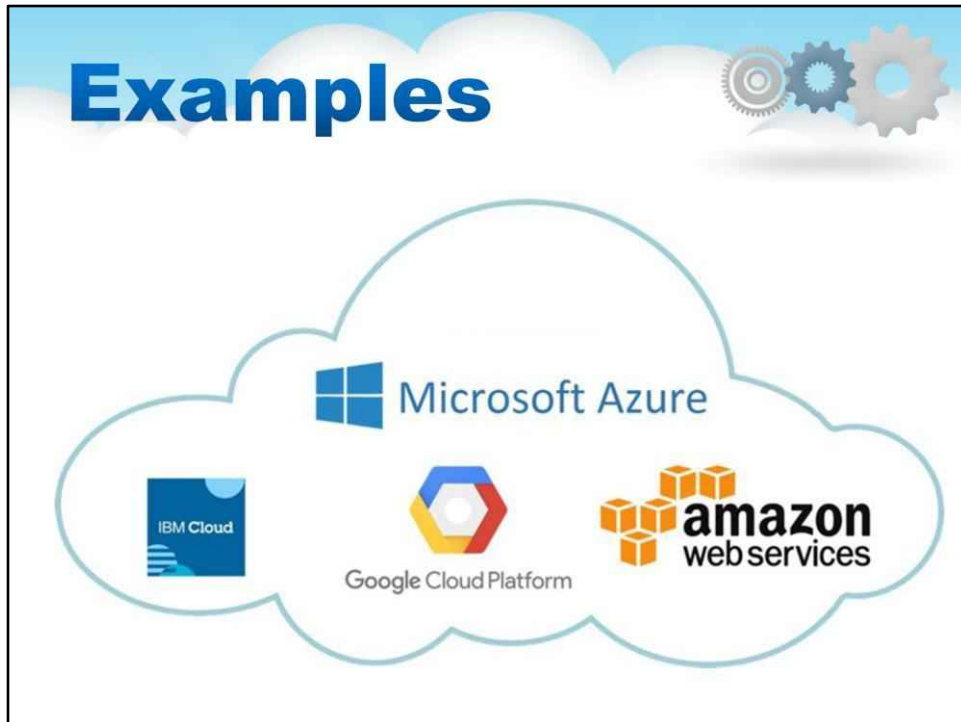 Examples
Microsoft Azure
IBM Cloud
Google Cloud Platform
amazon
web services